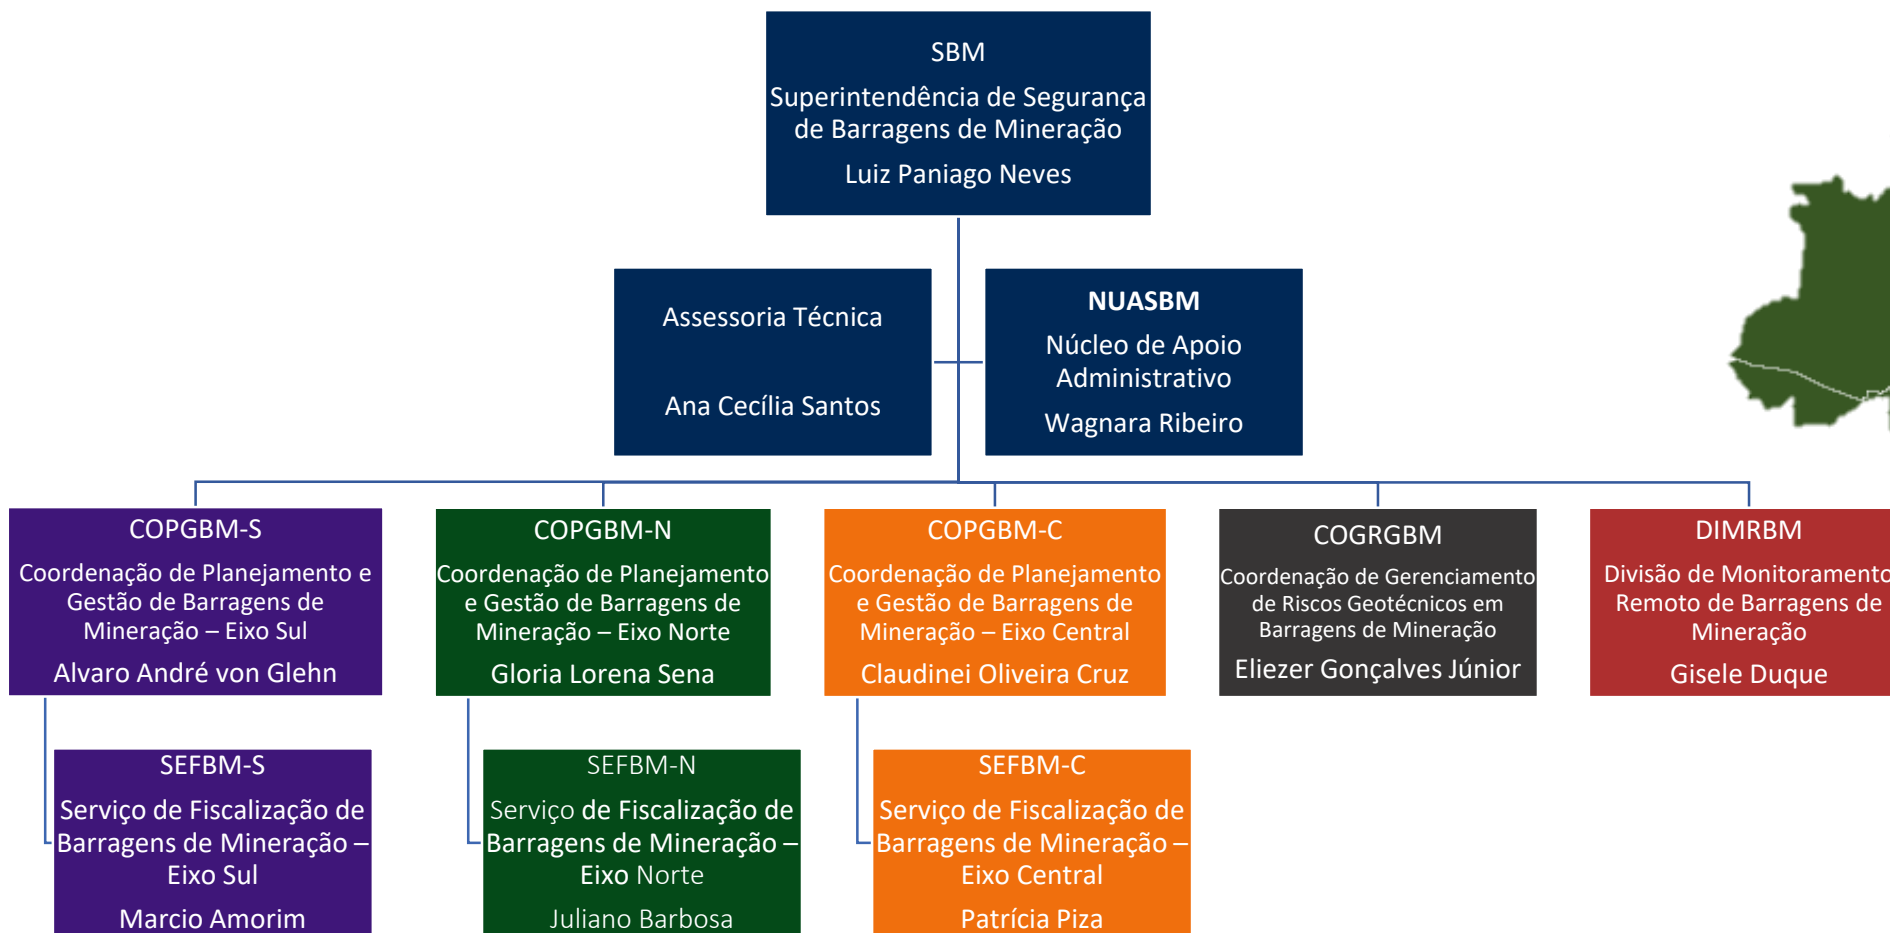 SBM
Superintendência de Segurança
de Barragens de Mineração
Luiz Paniago Neves
Assessoria Técnica
Ana Cecília Santos
NUASBM
Núcleo de Apoio
Administrativo
Wagnara Ribeiro
COPGBM-S
Coordenação de Planejamento e
Gestão de Barragens de
Mineração – Eixo Sul
Alvaro André von Glehn
COPGBM-N
Coordenação de Planejamento
e Gestão de Barragens de
Mineração – Eixo Norte
Gloria Lorena Sena
COPGBM-C
Coordenação de Planejamento
e Gestão de Barragens de
Mineração – Eixo Central
Claudinei Oliveira Cruz
COGRGBM
Coordenação de Gerenciamento
de Riscos Geotécnicos em
Barragens de Mineração
Eliezer Gonçalves Júnior
DIMRBM
Divisão de Monitoramento
Remoto de Barragens de
Mineração
Gisele Duque
SEFBM-S
Serviço de Fiscalização de
Barragens de Mineração –
Eixo Sul
Marcio Amorim
SEFBM-N
Serviço de Fiscalização de
Barragens de Mineração –
Eixo Norte
Juliano Barbosa
SEFBM-C
Serviço de Fiscalização de
Barragens de Mineração –
Eixo Central
Patrícia Piza